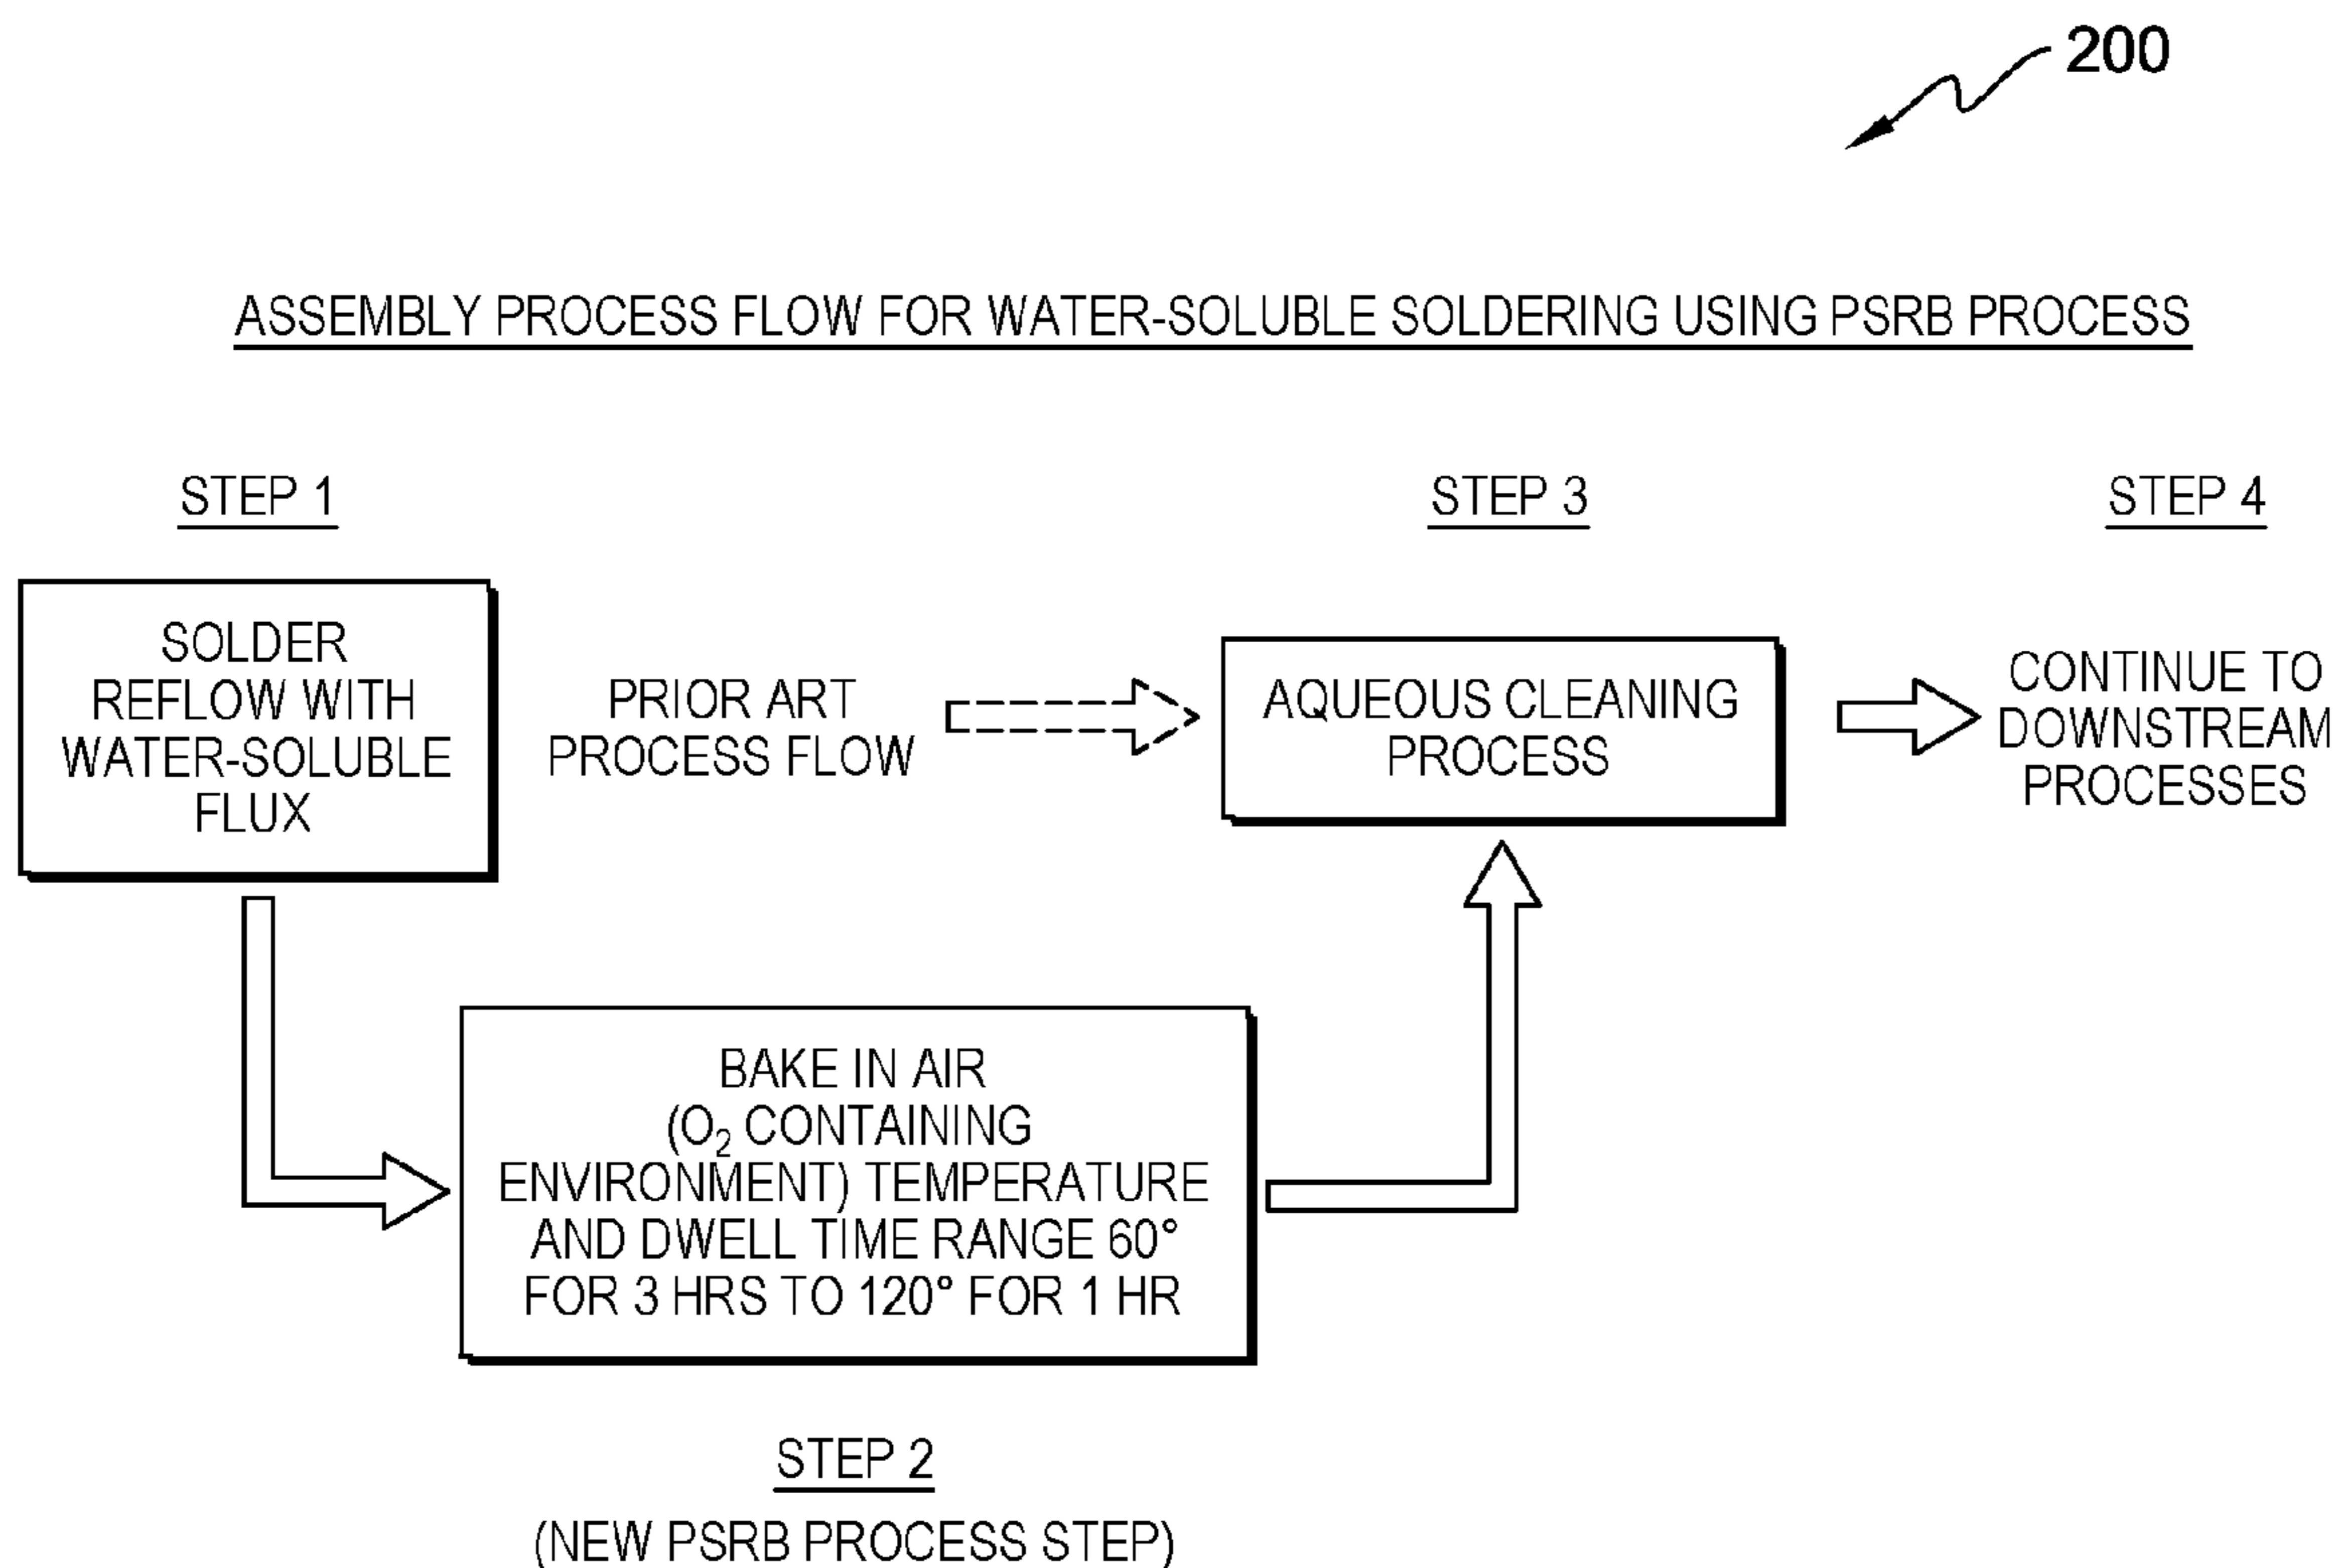 200
ASSEMBLY PROCESS FLOW FOR WATER-SOLUBLE SOLDERING USING PSRB PROCESS
STEP 1
SOLDER
REFLOW WITH
WATER-SOLUBLE
FLUX
PRIOR ART
PROCESS FLOW
STEP 3
AQUEOUS CLEANING
PROCESS
STEP 4
CONTINUE TO
DOWNSTREAM
PROCESSES
BAKE IN AIR
(O₂ CONTAINING
ENVIRONMENT) TEMPERATURE
AND DWELL TIME RANGE 60°
FOR 3 HRS TO 120° FOR 1 HR
STEP 2
(NEW PSRB PROCESS STEP)